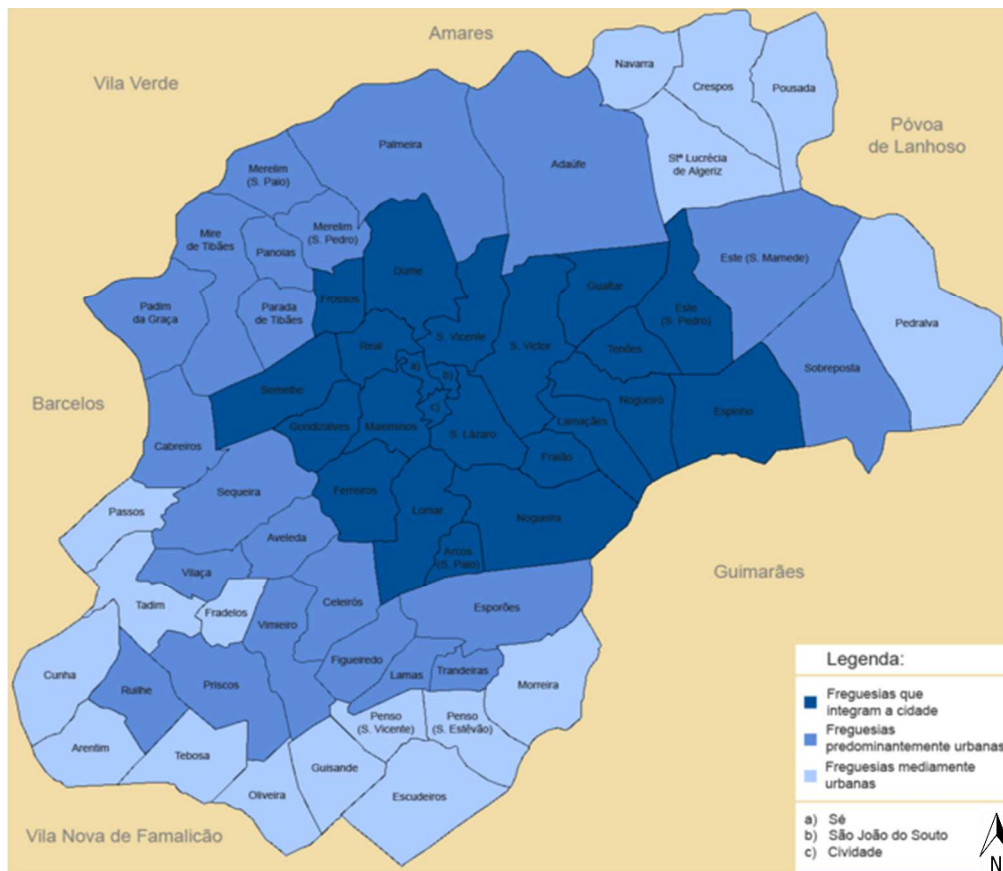 Amares
Vila Verde
Navarra
Crespos
Pousada
Póvoa
de Lanhoso
Palmeira
Adaúfe
Stª Lucrécia
de Algeriz
Merelim
(S. Paio)
Mire
de Tibães
Merelim
(S. Pedro)
Panoias
Dume
Este (S. Mamede)
Padim
da Graça
Parada
de Tibães
Frossos
Gualtar
Este
(S. Pedro)
Pedralva
Real
S. Vicente
S. Victor
Tenões
a)
b)
c)
Sobreposta
Semelhe
Barcelos
Nogueiró
Espinho
Gondizalves
Maximinos
S. Lázaro
Lamaçães
Cabreiros
Fraião
Sequeira
Ferreiros
Passos
Lomar
Nogueira
Aveleda
Arcos
(S. Paio)
Vilaça
Guimarães
Tadim
Fradelos
Celeirós
Esporões
Vimieiro
Cunha
Ruilhe
Priscos
Figueiredo
Lamas
Trandeiras
Morreira
Penso
(S. Vicente)
Penso
(S. Estêvão)
Arentim
Tebosa
Guisande
Oliveira
Escudeiros
Vila Nova de Famalicão
Legenda:
Freguesias que
integram a cidade
Freguesias
predominantemente urbanas
Freguesias mediamente
urbanas
a) Sé
b) São João do Souto
c) Cividade
N